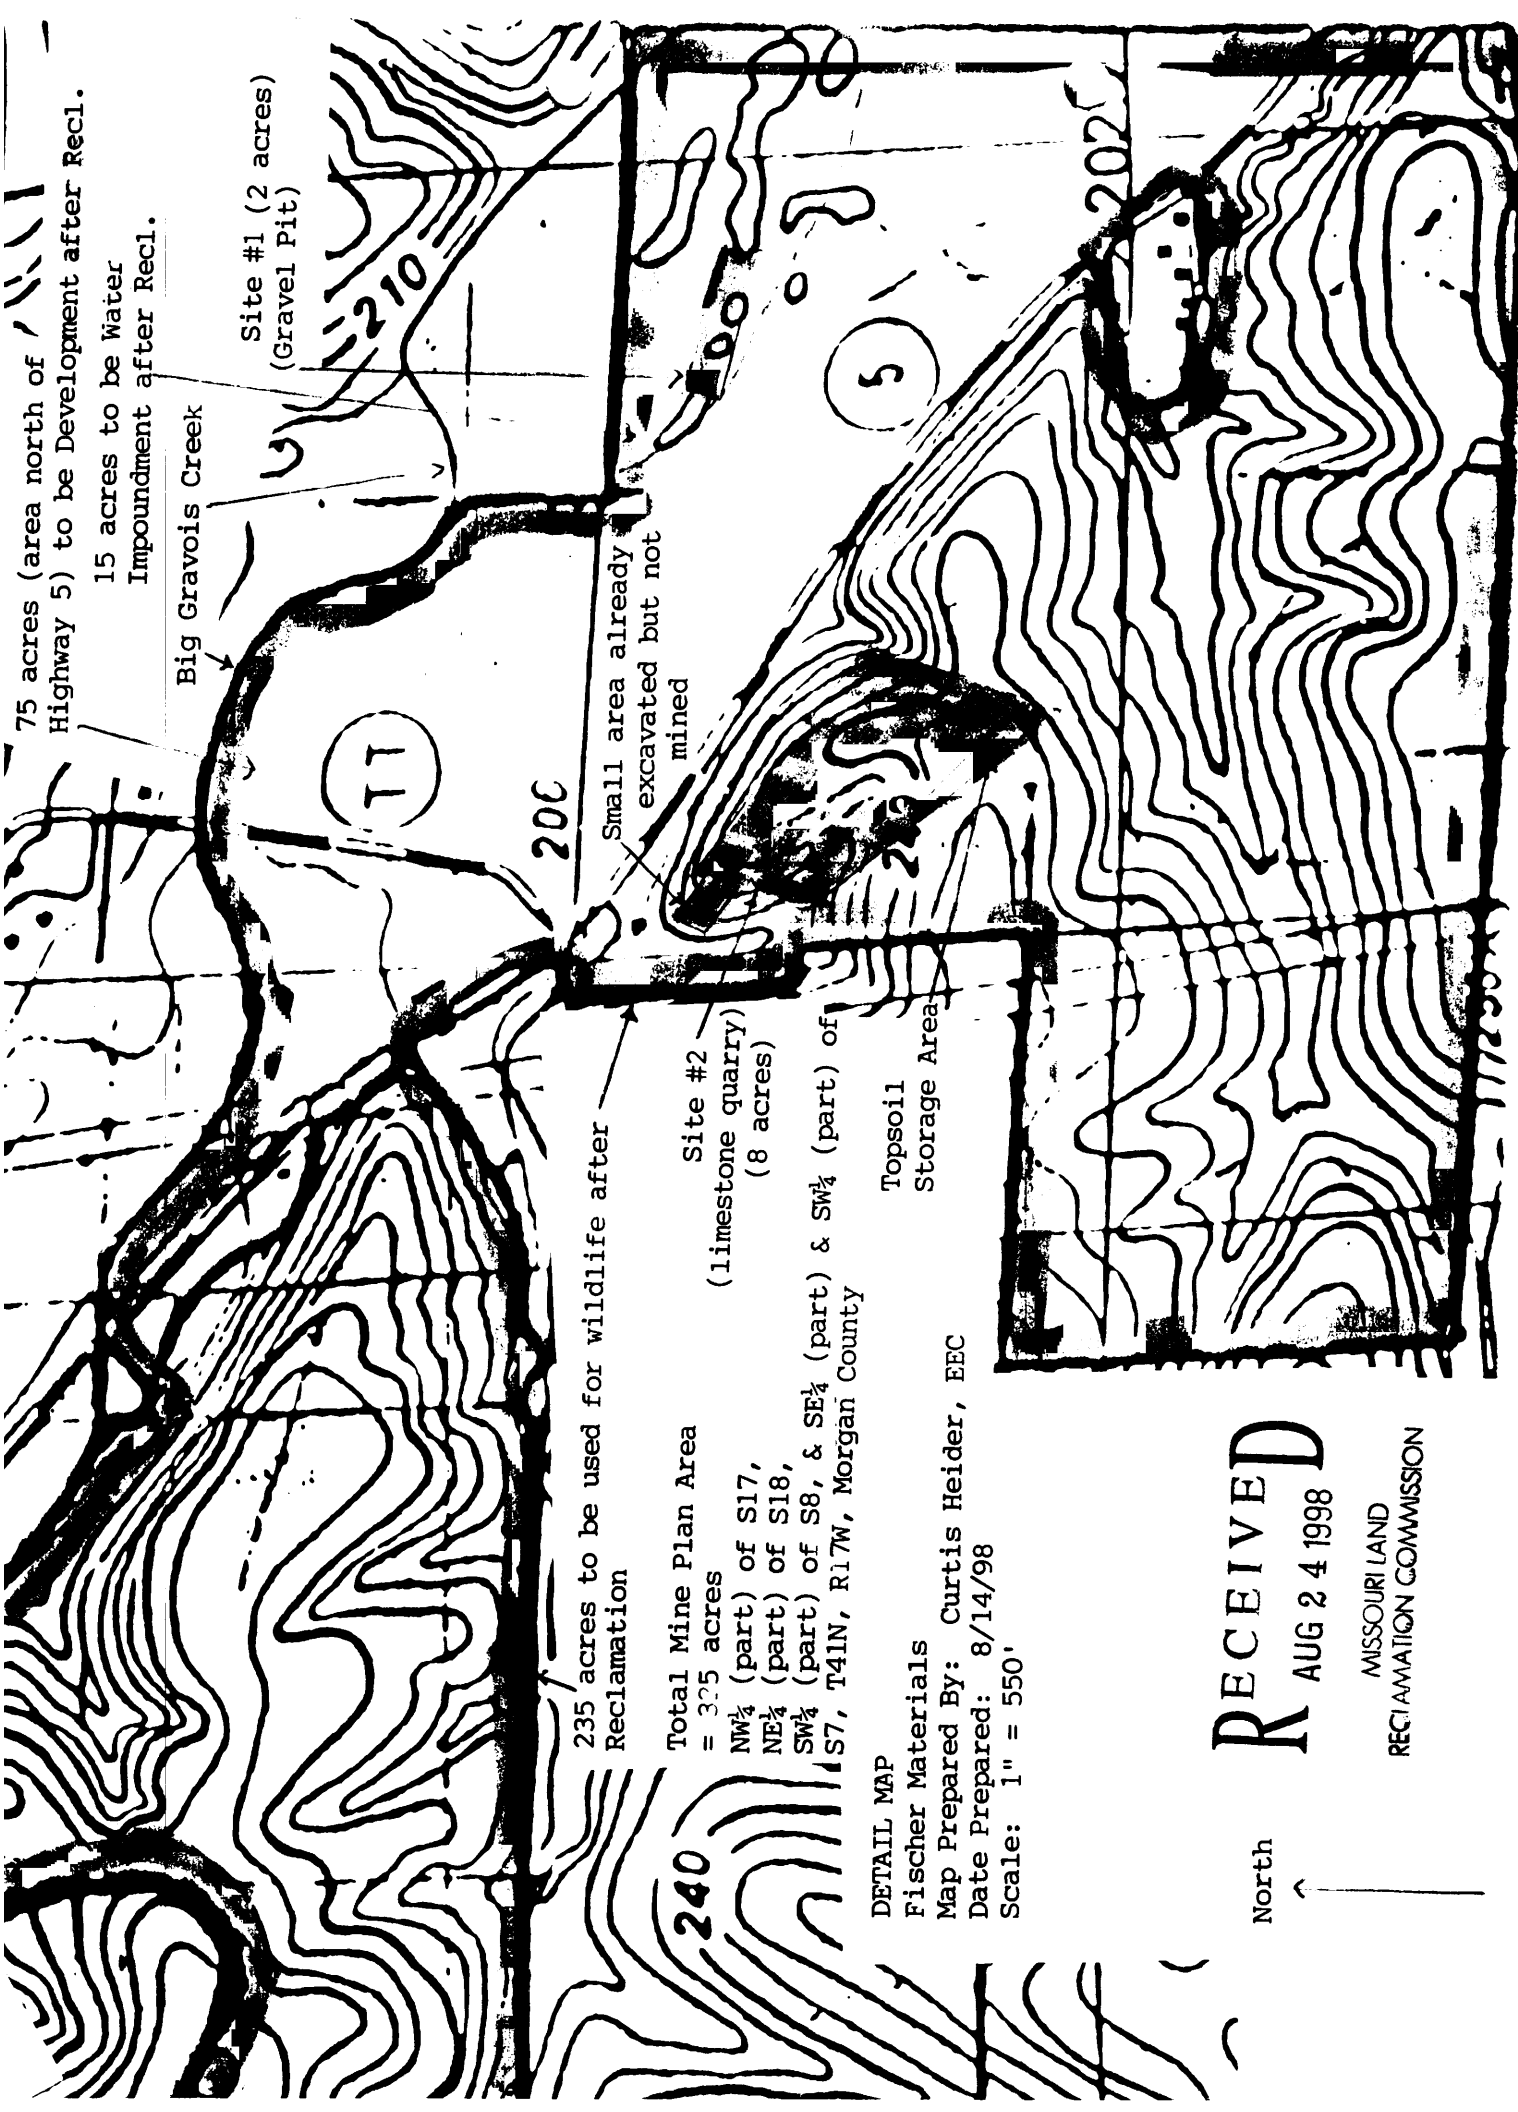 75 acres (area north of
Highway 5) to be Development after Recl.
15 acres to be Water
Impoundment after Recl.
Big Gravois Creek
Site #1 (2 acres)
(Gravel Pit)
210
202
5
17
Small area already
excavated but not
mined
235 acres to be used for wildlife after
Reclamation
Site #2
(limestone quarry)
(8 acres)
Topsoil
Storage Area
Total Mine Plan Area
= 325 acres
NW¼ (part) of S17,
NE¼ (part) of S18,
SW¼ (part) of S8, & SE¼ (part) & SW¼ (part) of
S7, T41N, R17W, Morgan County
240
DETAIL MAP
Fischer Materials
Map Prepared By: Curtis Heider, EEC
Date Prepared: 8/14/98
Scale: 1" = 550'
North
RECEIVED
AUG 24 1998
MISSOURI LAND
RECLAMATION COMMISSION